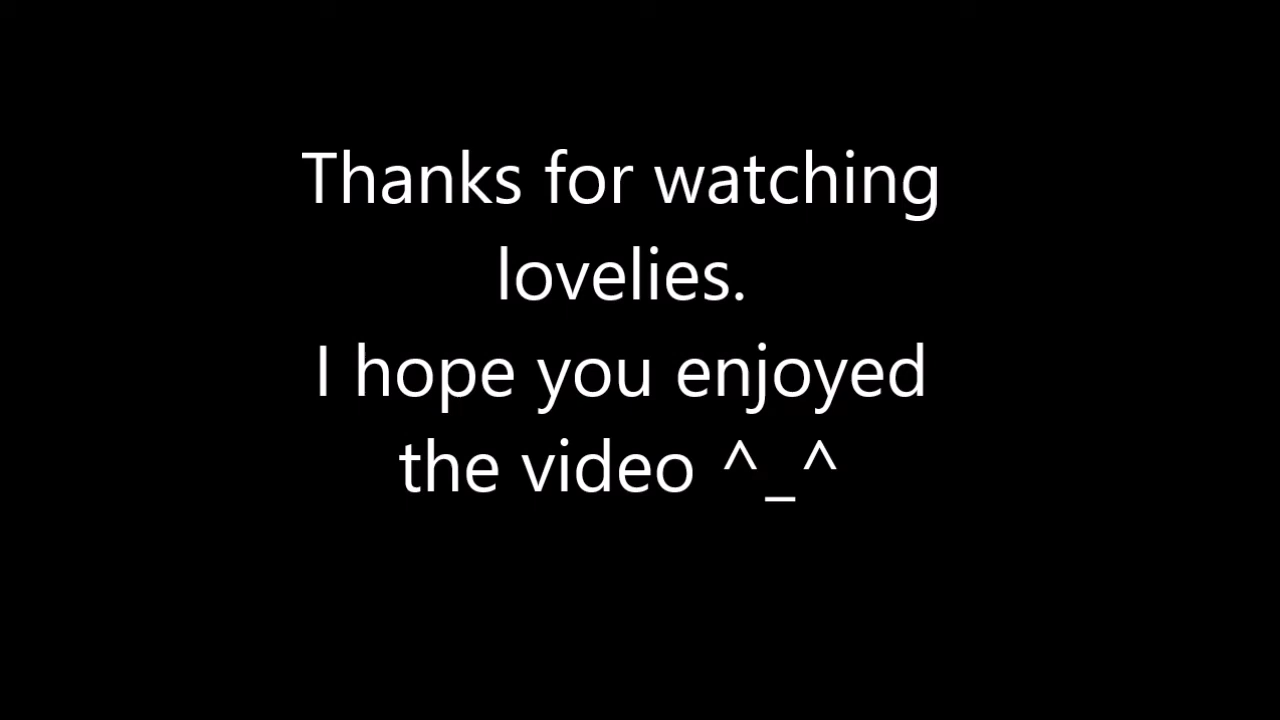 Thanks for watching
lovelies.
I hope you enjoyed
the video ^_^